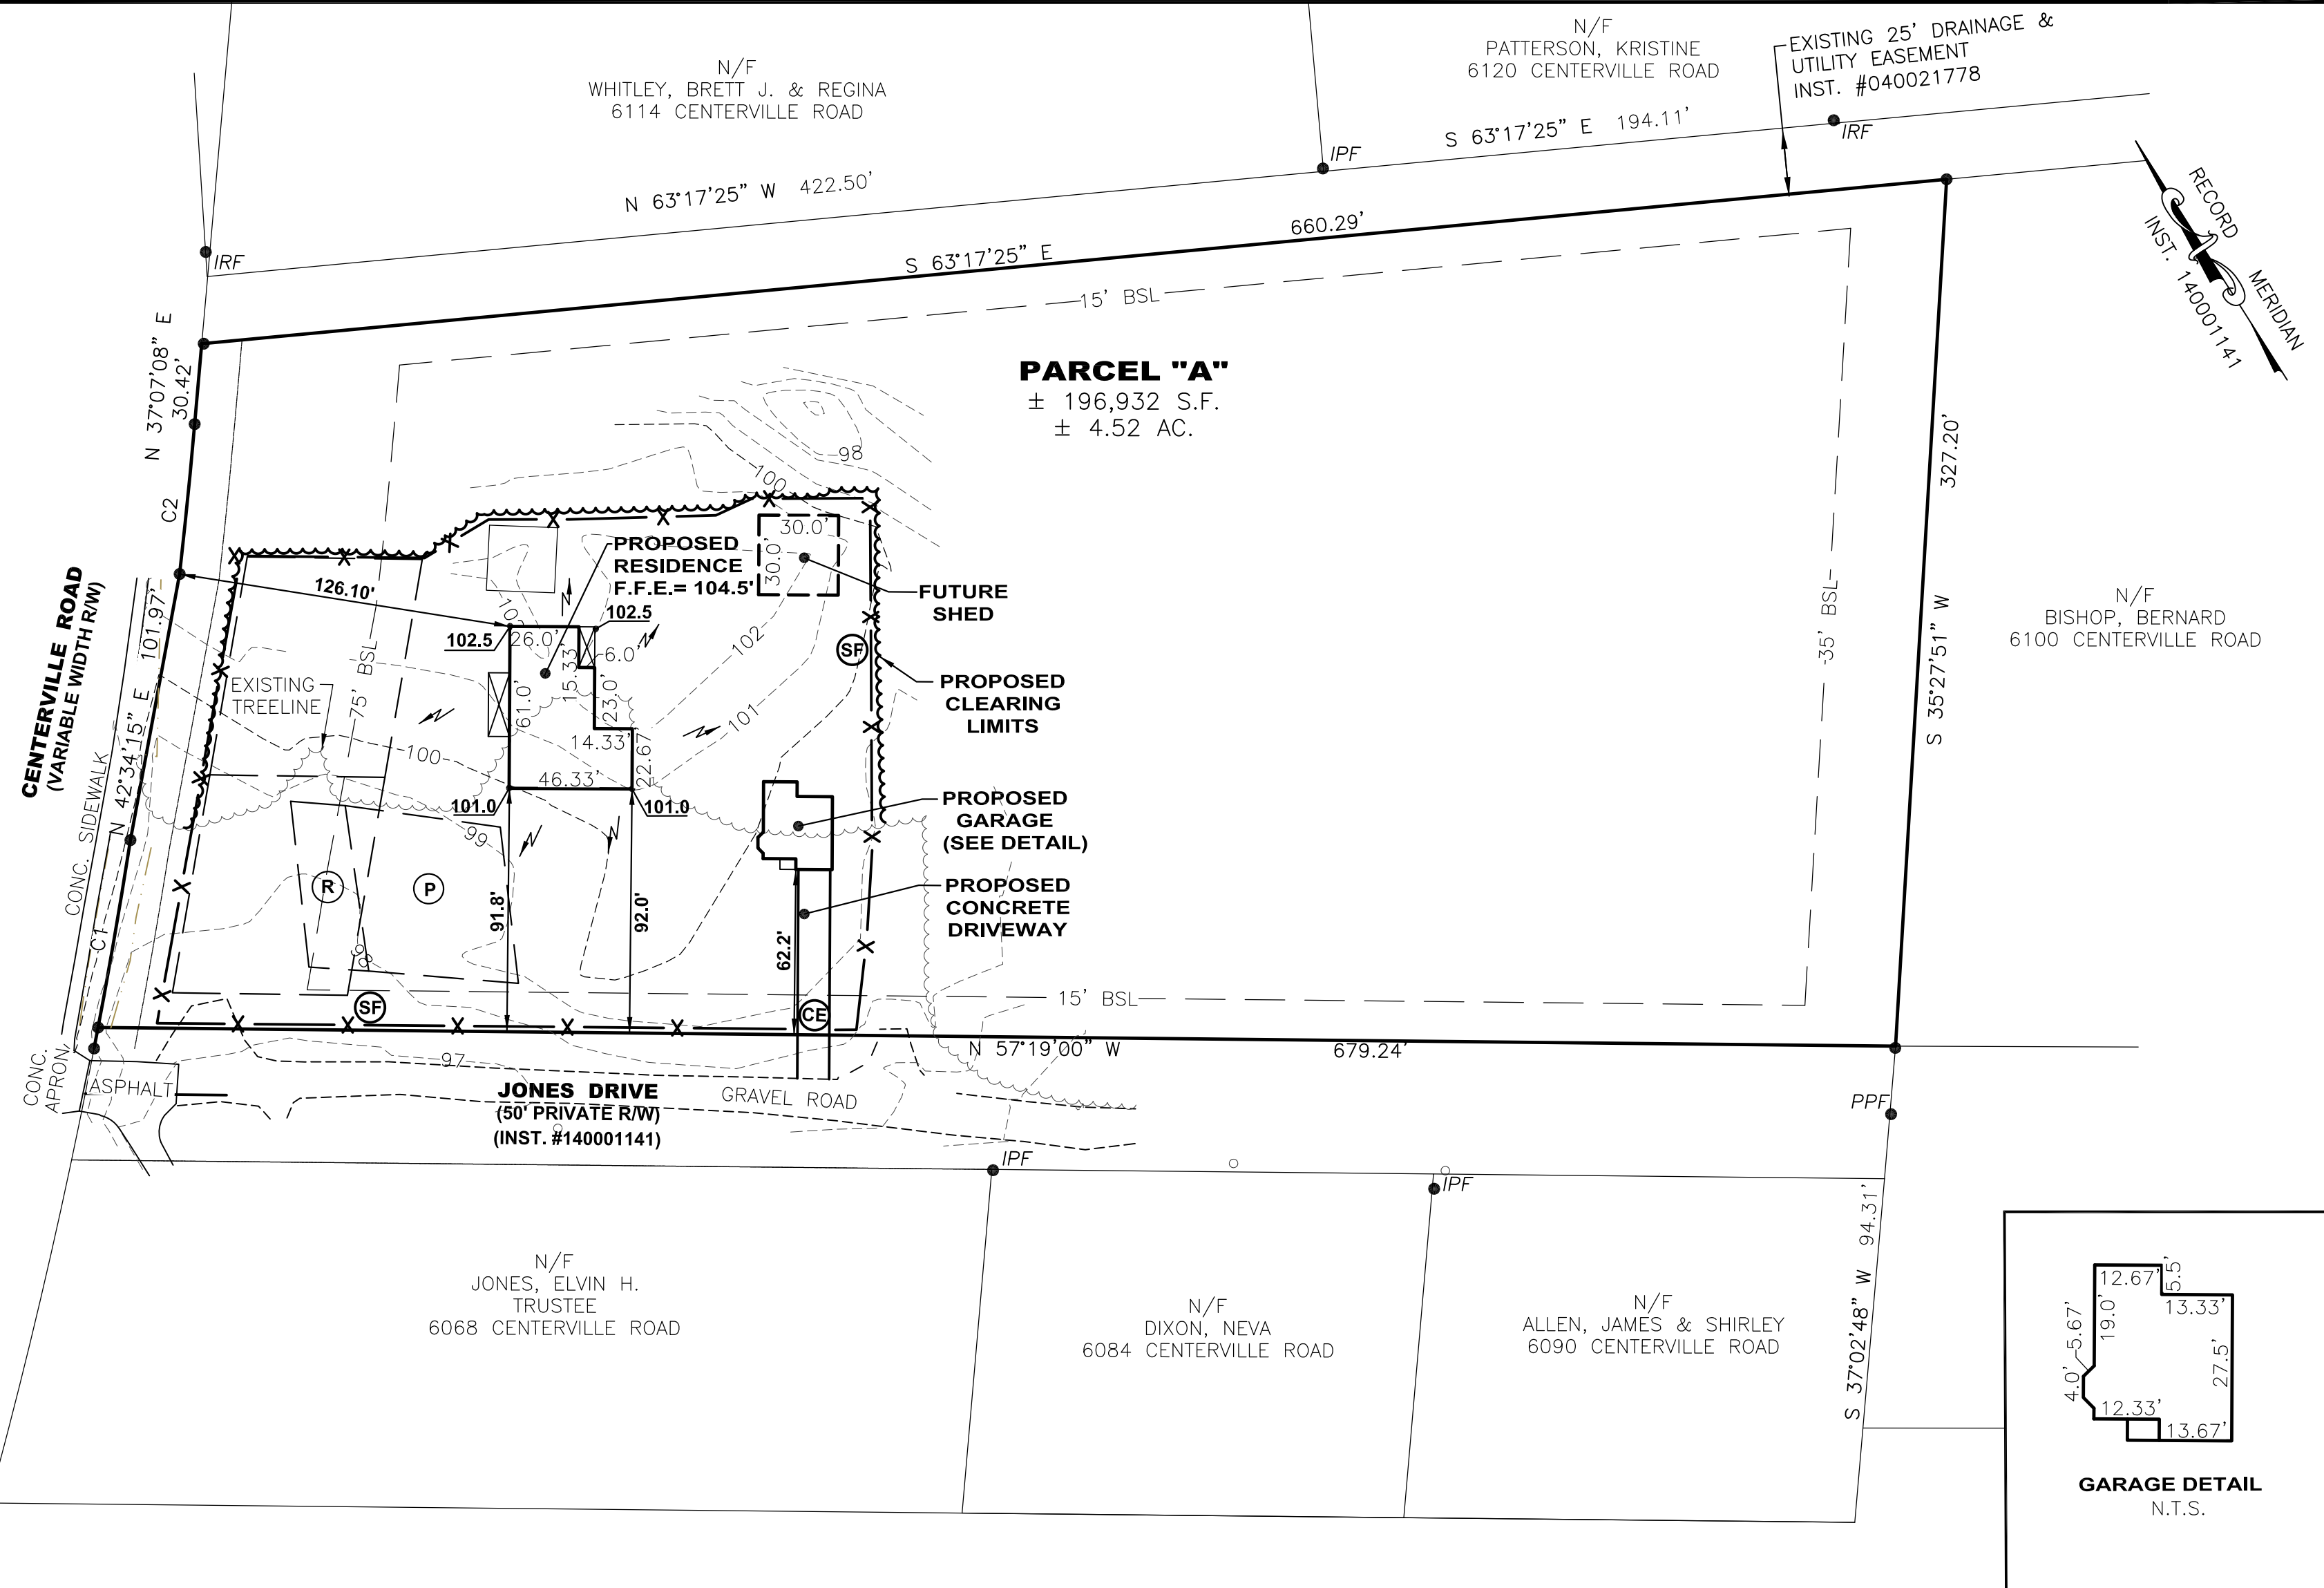 N/F
WHITLEY, BRETT J. & REGINA
6114 CENTERVILLE ROAD
N/F
PATTERSON, KRISTINE
6120 CENTERVILLE ROAD
EXISTING 25' DRAINAGE &
UTILITY EASEMENT
INST. #040021778
N 63°17'25" W 422.50'
IPF
S 63°17'25" E 194.11'
IRF
RECORD
MERIDIAN
INST. 140001141
IRF
S 63°17'25" E
660.29'
15' BSL
N 37°07'08" E
30.42'
PARCEL "A"
± 196,932 S.F.
± 4.52 AC.
327.20'
S 35°27'51" W
35' BSL
N/F
BISHOP, BERNARD
6100 CENTERVILLE ROAD
C2
98
100
CENTERVILLE ROAD
(VARIABLE WIDTH R/W)
126.10'
PROPOSED
RESIDENCE
F.F.E.= 104.5'
30.0'
30.0'
FUTURE
SHED
102.5
102.5
26.0'
6.0'
15.33'
23.0'
61.0'
14.33'
22.67'
46.33'
101.0
101.0
102
101
SF
PROPOSED
CLEARING
LIMITS
EXISTING
TREELINE
75' BSL
100
99
98
N 42°34'15" E 101.97'
CONC. SIDEWALK
C1
R
P
91.8'
92.0'
62.2'
PROPOSED
GARAGE
(SEE DETAIL)
PROPOSED
CONCRETE
DRIVEWAY
SF
CE
15' BSL
N 57°19'00" W
679.24'
CONC.
APRON
ASPHALT
97
JONES DRIVE
(50' PRIVATE R/W)
(INST. #140001141)
GRAVEL ROAD
PPF
IPF
IPF
S 37°02'48" W 94.31'
N/F
JONES, ELVIN H.
TRUSTEE
6068 CENTERVILLE ROAD
N/F
DIXON, NEVA
6084 CENTERVILLE ROAD
N/F
ALLEN, JAMES & SHIRLEY
6090 CENTERVILLE ROAD
12.67'
5.5'
13.33'
19.0'
5.67'
4.0'
27.5'
12.33'
13.67'
GARAGE DETAIL
N.T.S.